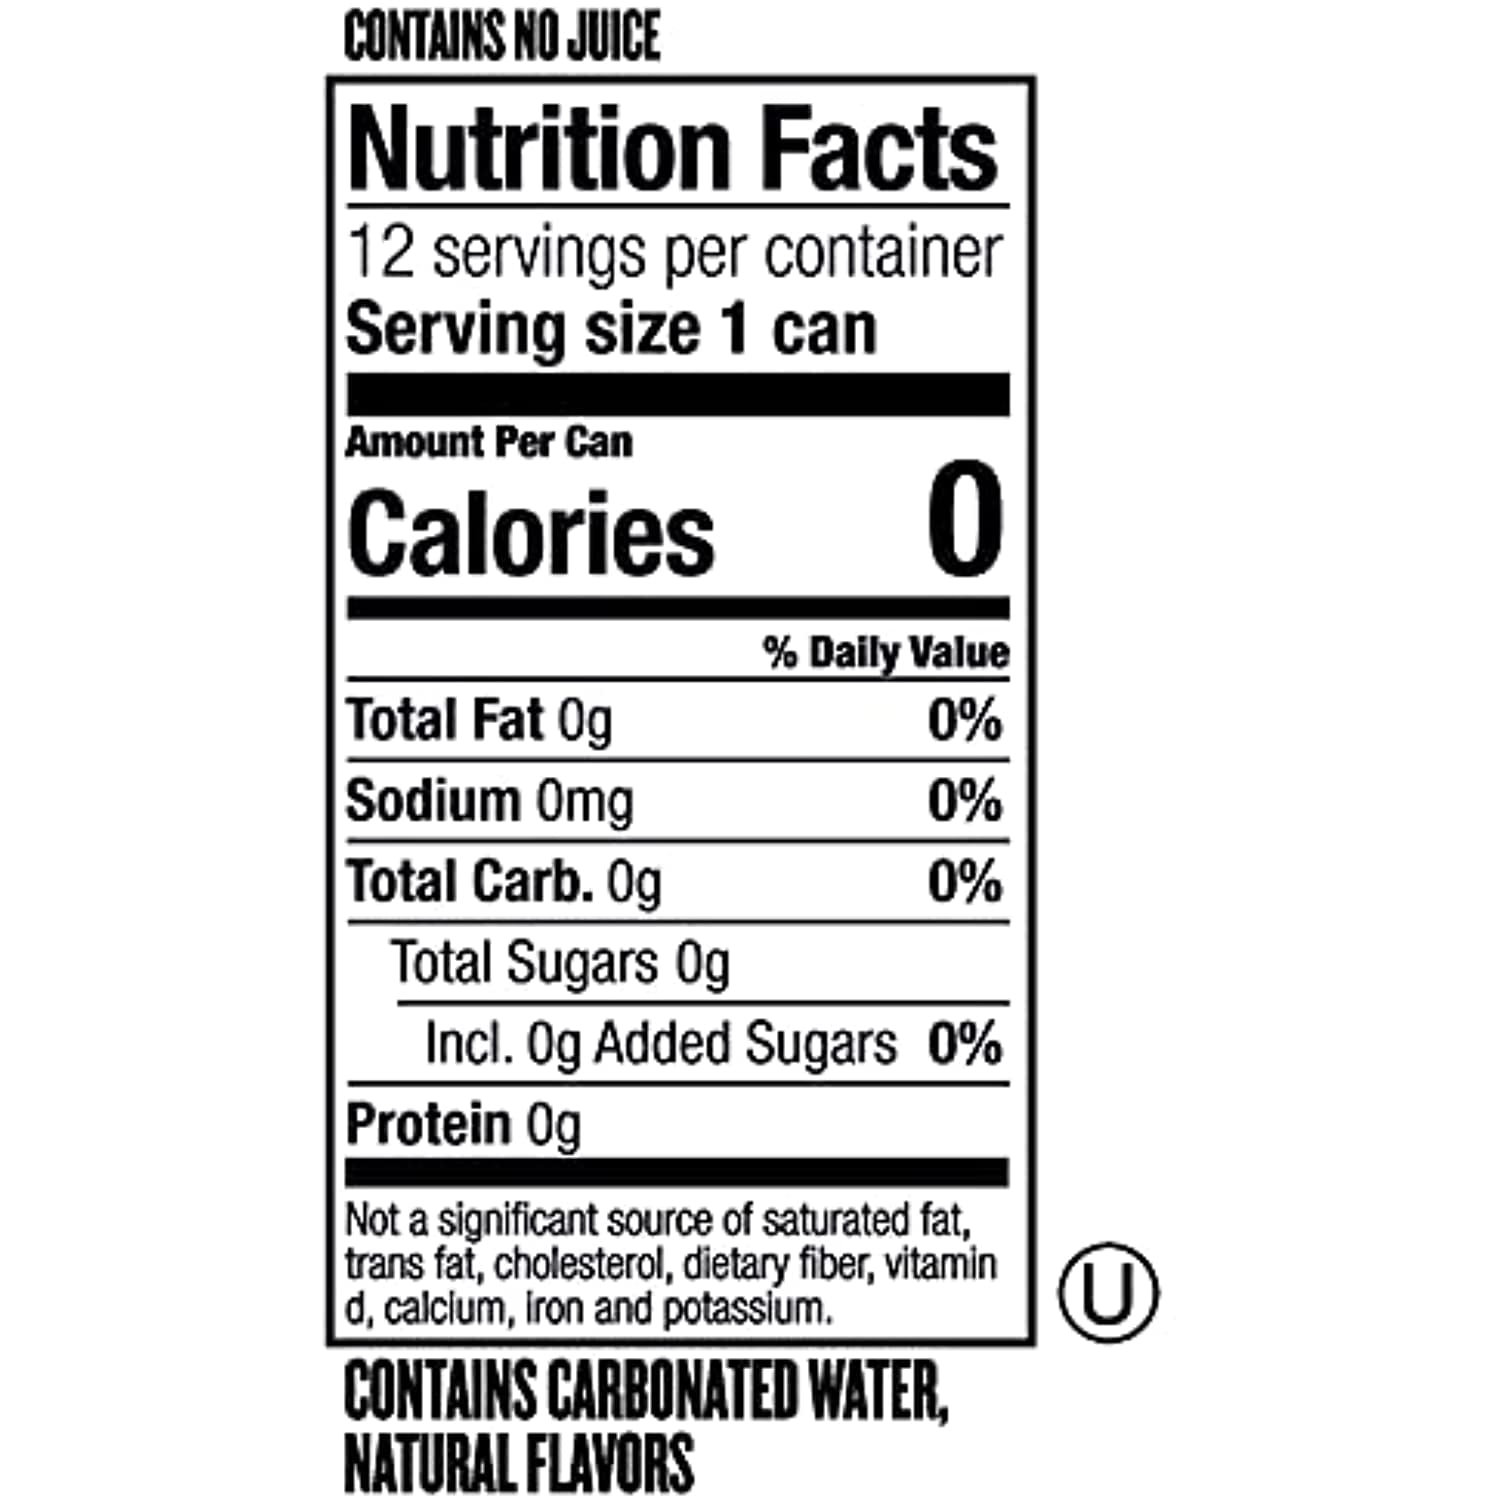 CONTAINS NO JUICE
Nutrition Facts
12 servings per container
Serving size 1 can
Amount Per Can
Calories 0
% Daily Value
Total Fat 0g 0%
Sodium 0mg 0%
Total Carb. 0g 0%
Total Sugars 0g
Incl. 0g Added Sugars 0%
Protein 0g
Not a significant source of saturated fat,
trans fat, cholesterol, dietary fiber, vitamin
d, calcium, iron and potassium.
U
CONTAINS CARBONATED WATER,
NATURAL FLAVORS